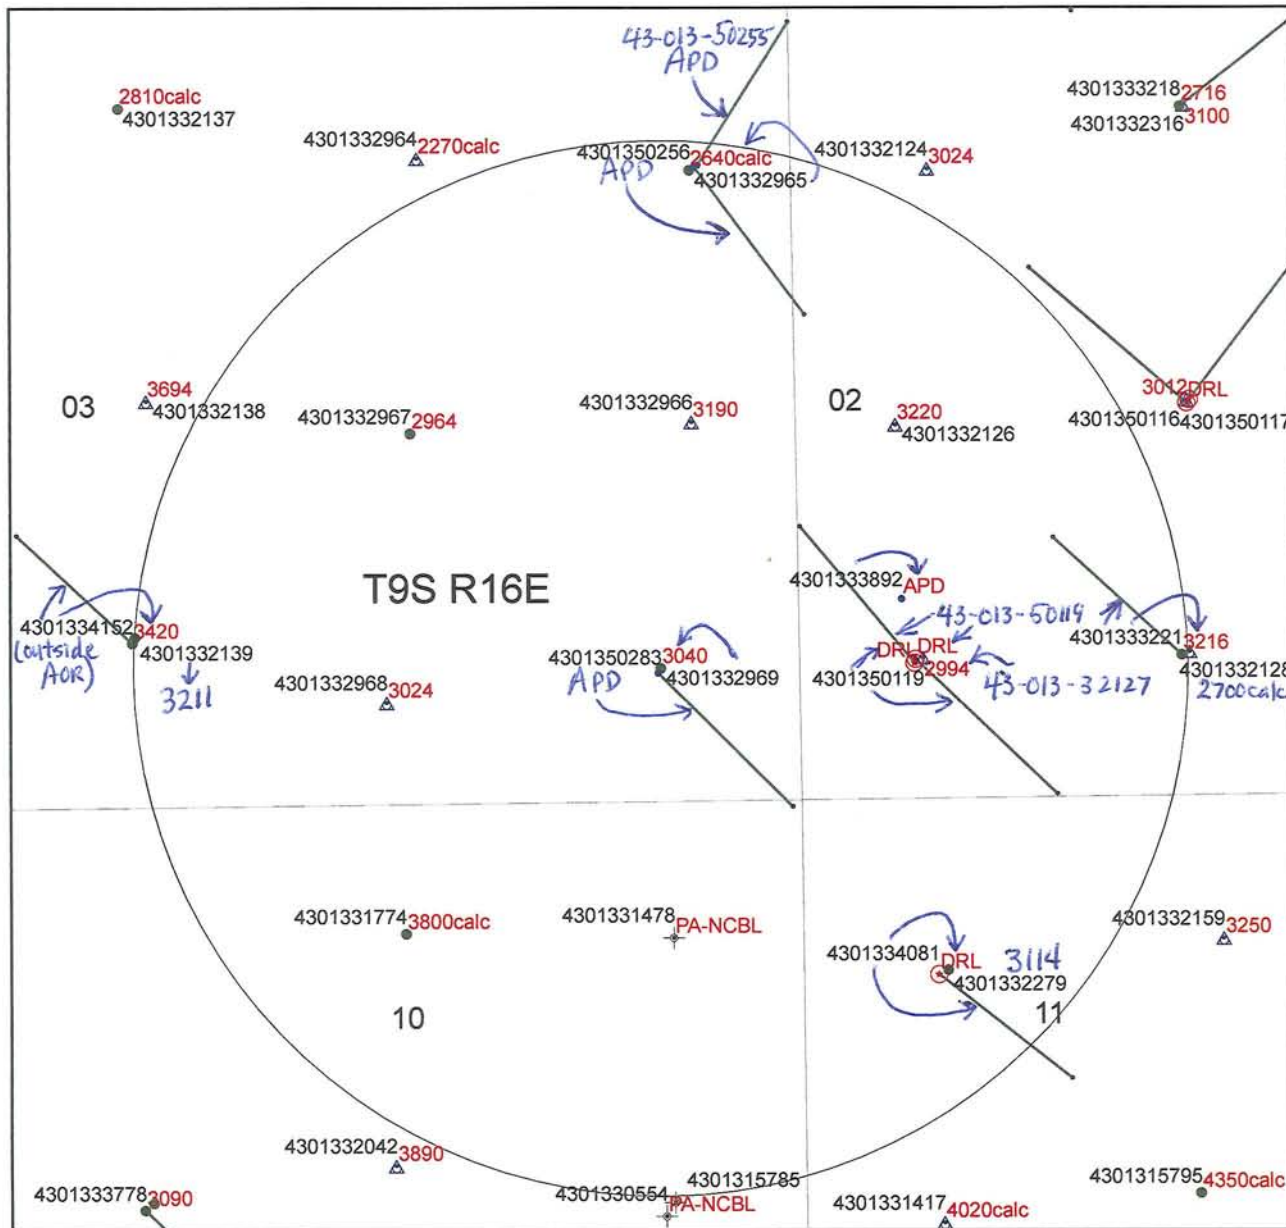 43-013-50255
APD
2810calc
4301332137
4301332964 2270calc
4301350256 2640calc
4301332965
APD
4301332124 3024
4301333218 2716
4301332316 3100
03
3694
4301332138
4301332967 2964
4301332966 3190
02
3220
4301332126
3012 DRL
4301350116 4301350117
T9S R16E
4301333892 APD
43-013-50119
4301334152 3420
(outside
AOR)
4301332139
3211
4301332968 3024
4301350283 3040
APD
4301332969
DRL DRL
2994
4301350119
43-013-32127
4301333221 3216
4301332128
2700calc
4301331774 3800calc
4301331478 PA-NCBL
4301332159 3250
4301334081 DRL
3114
4301332279
10
11
4301332042 3890
4301333778
4301315785
4301330554 PA-NCBL
4301331417 4020calc
4301315795 4350calc